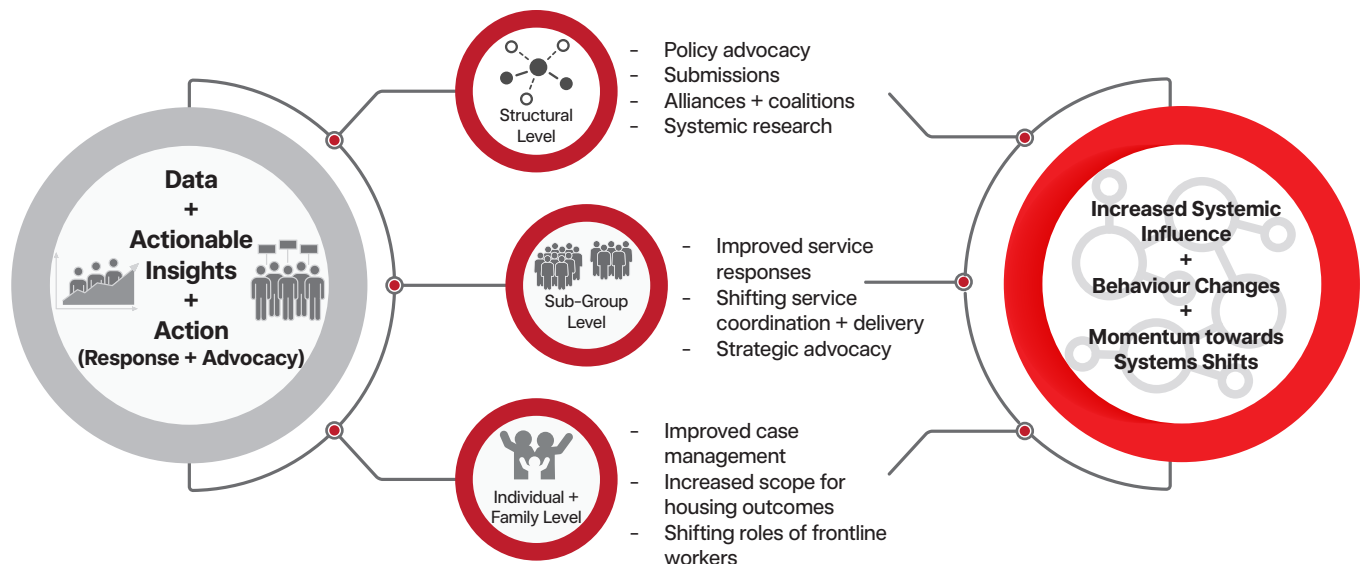 Data
+
Actionable
Insights
+
Action
(Response + Advocacy)
Structural
Level
- Policy advocacy
- Submissions
- Alliances + coalitions
- Systemic research
Sub-Group
Level
- Improved service
responses
- Shifting service
coordination + delivery
- Strategic advocacy
Individual +
Family Level
- Improved case
management
- Increased scope for
housing outcomes
- Shifting roles of frontline
workers
Increased Systemic
Influence
+
Behaviour Changes
+
Momentum towards
Systems Shifts